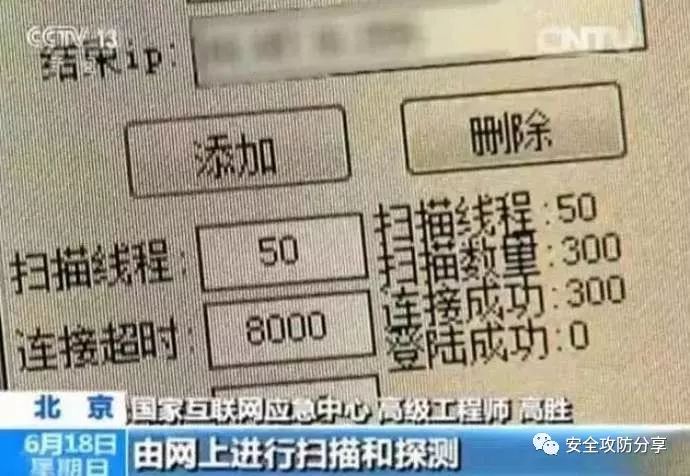 CCTV-13
CNTV
结束ip:
添加
删除
扫描线程: 50
扫描线程:50
扫描数量:300
连接超时: 8000
连接成功:300
登陆成功:0
北京
国家互联网应急中心 高级工程师 高胜
6月18日
星期日
由网上进行扫描和探测
安全攻防分享